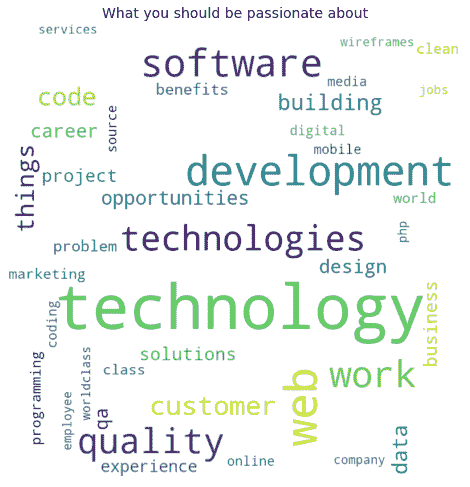 What you should be passionate about
services
wireframes
clean
software
benefits
media
jobs
code
building
career
source
digital
mobile
things
project
development
opportunities
world
technologies
php
problem
design
marketing
technology
coding
business
solutions
programming
employee
worldclass
class
work
web
customer
qa
quality
data
experience
online
company